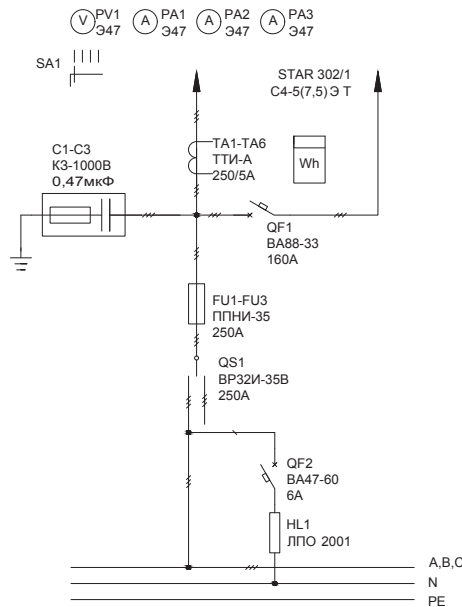 V PV1 A PA1 A PA2 A PA3
Э47 Э47 Э47 Э47
SA1
STAR 302/1
С4-5(7,5) Э Т
C1-C3
КЗ-1000В
0,47мкФ
TA1-TA6
ТТИ-А
250/5А
Wh
QF1
ВА88-33
160А
FU1-FU3
ППНИ-35
250А
QS1
ВР32И-35В
250А
QF2
ВА47-60
6А
HL1
ЛПО 2001
A,B,C
N
PE